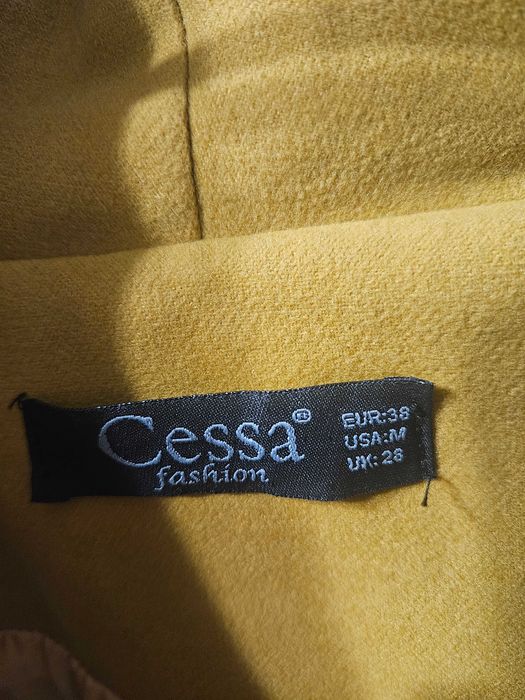 Cessa®
fashion
EUR:38
USA:M
UK: 28